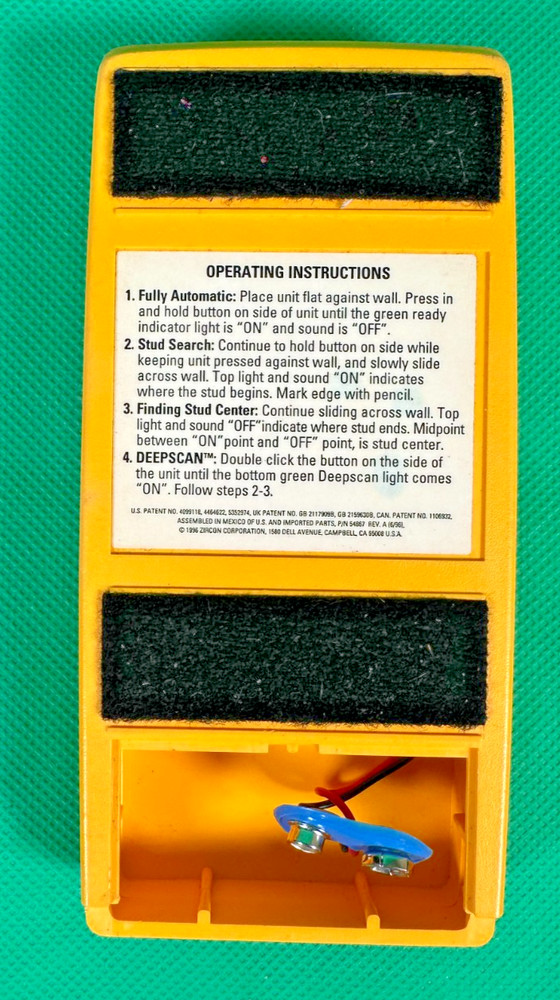 OPERATING INSTRUCTIONS
1. Fully Automatic: Place unit flat against wall. Press in
and hold button on side of unit until the green ready
indicator light is “ON” and sound is “OFF”.
2. Stud Search: Continue to hold button on side while
keeping unit pressed against wall, and slowly slide
across wall. Top light and sound “ON” indicates
where the stud begins. Mark edge with pencil.
3. Finding Stud Center: Continue sliding across wall. Top
light and sound “OFF”indicate where stud ends. Midpoint
between “ON”point and “OFF” point, is stud center.
4. DEEPSCAN™: Double click the button on the side of
the unit until the bottom green Deepscan light comes
“ON”. Follow steps 2-3.
U.S. PATENT NO. 4099118, 4464622, 5352974, UK PATENT NO. GB 2117909B, GB 2159630B, CAN. PATENT NO. 1106932,
ASSEMBLED IN MEXICO OF U.S. AND IMPORTED PARTS, P/N 54867 REV. A (6/96),
© 1996 ZIRCON CORPORATION, 1580 DELL AVENUE, CAMPBELL, CA 95008 U.S.A.